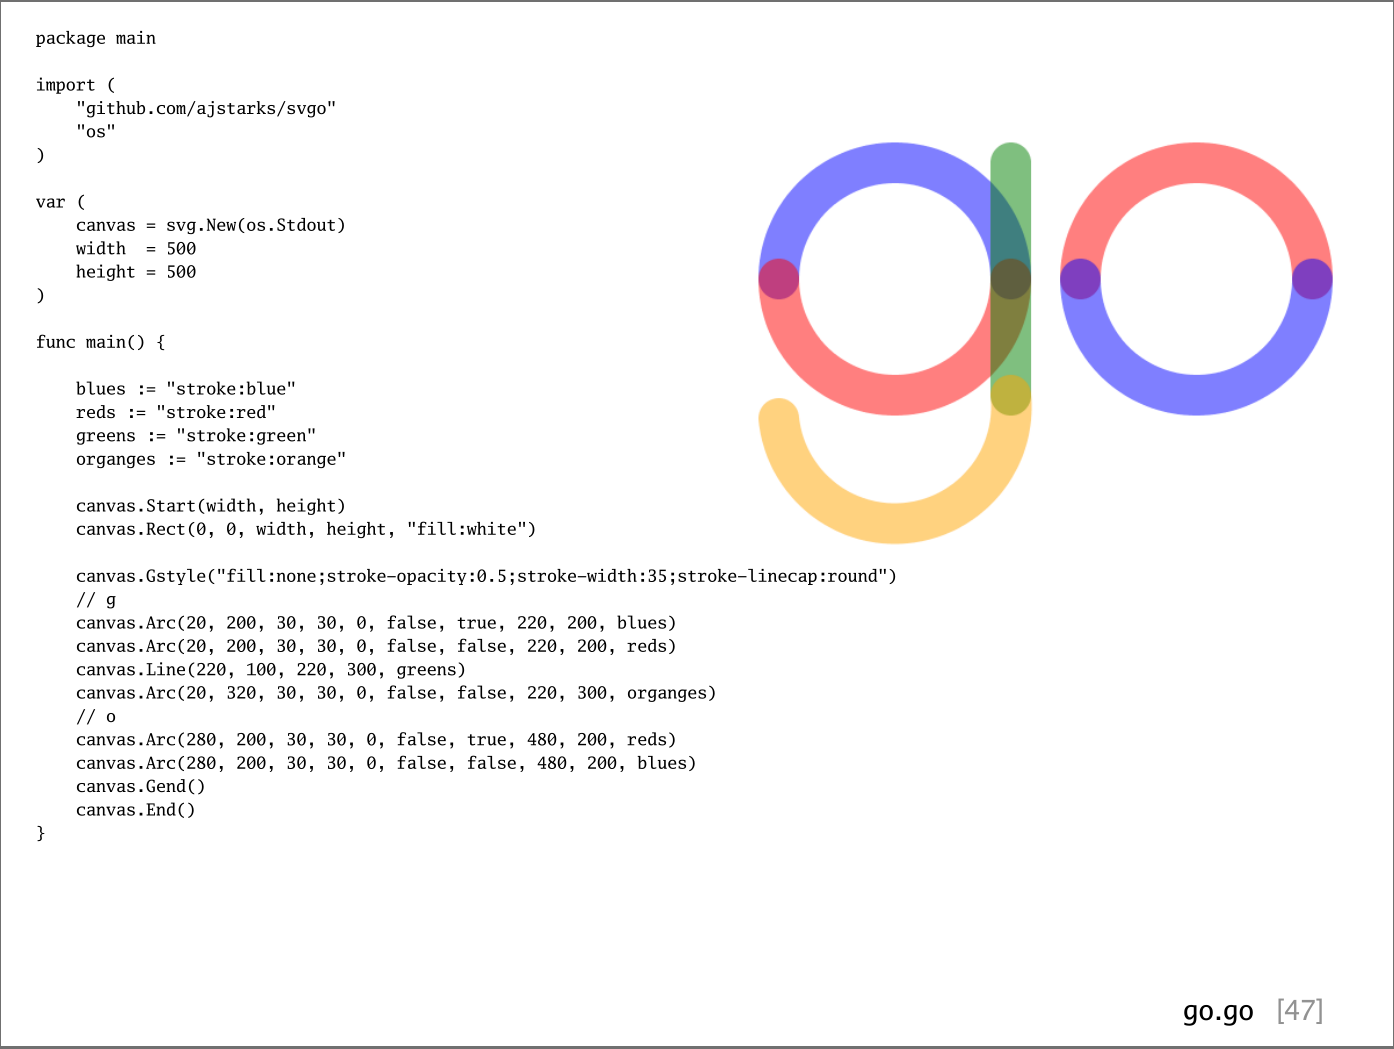 package main
import (
"github.com/ajstarks/svgo"
"os"
)
var (
canvas = svg.New(os.Stdout)
width  = 500
height = 500
)
func main() {
blues := "stroke:blue"
reds := "stroke:red"
greens := "stroke:green"
organges := "stroke:orange"
canvas.Start(width, height)
canvas.Rect(0, 0, width, height, "fill:white")
canvas.Gstyle("fill:none;stroke-opacity:0.5;stroke-width:35;stroke-linecap:round")
// g
canvas.Arc(20, 200, 30, 30, 0, false, true, 220, 200, blues)
canvas.Arc(20, 200, 30, 30, 0, false, false, 220, 200, reds)
canvas.Line(220, 100, 220, 300, greens)
canvas.Arc(20, 320, 30, 30, 0, false, false, 220, 300, organges)
// o
canvas.Arc(280, 200, 30, 30, 0, false, true, 480, 200, reds)
canvas.Arc(280, 200, 30, 30, 0, false, false, 480, 200, blues)
canvas.Gend()
canvas.End()
}
go
go.go [47]